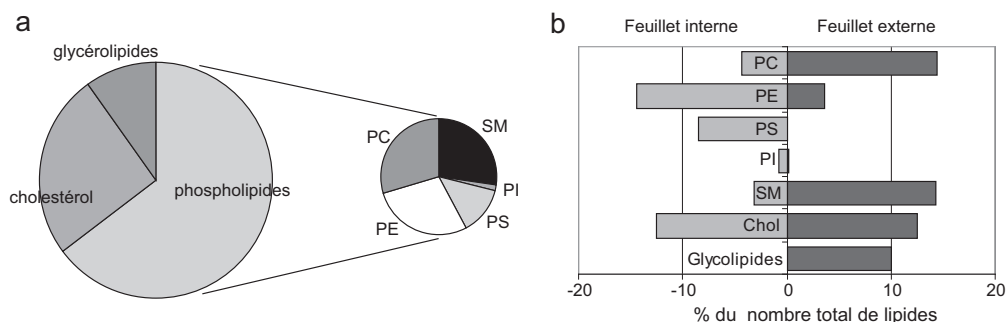 a
glycérolipides
cholestérol
phospholipides
PC
SM
PI
PS
PE
b
Feuillet interne
Feuillet externe
PC
PE
PS
PI
SM
Chol
Glycolipides
-20 -10 0 10 20
% du nombre total de lipides